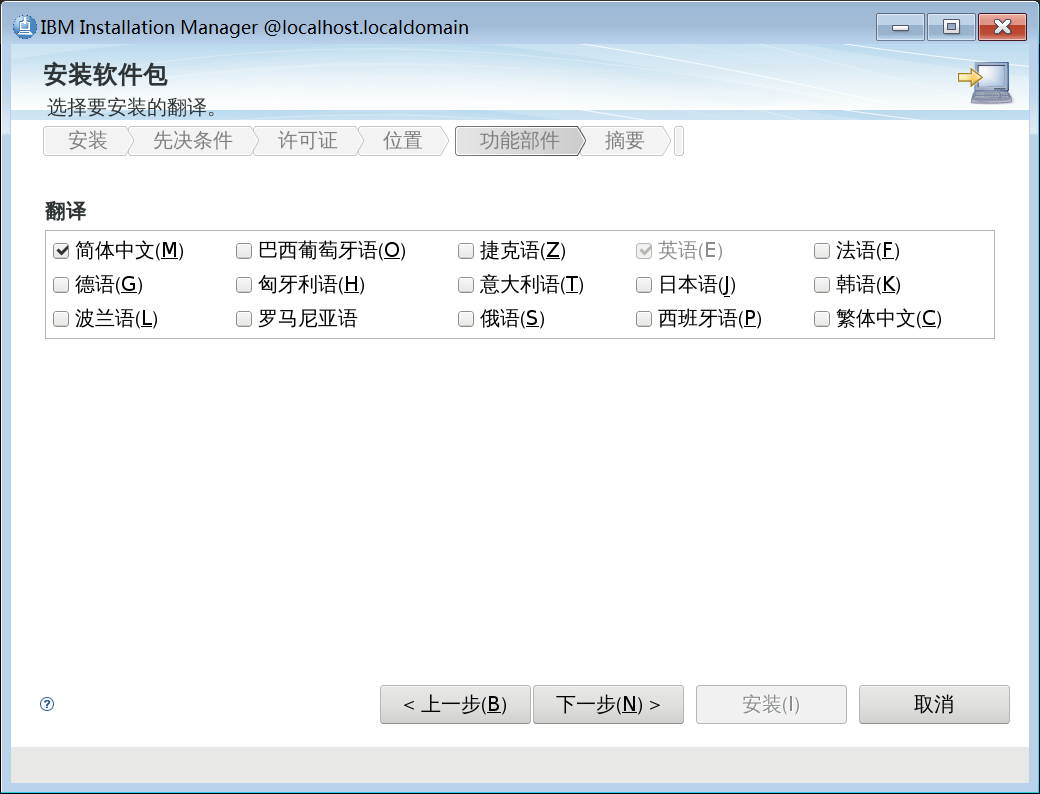 IBM Installation Manager @localhost.localdomain
安装软件包
选择要安装的翻译。
安装 先决条件 许可证 位置 功能部件 摘要
翻译
简体中文(M) 巴西葡萄牙语(O) 捷克语(Z) 英语(E) 法语(F)
德语(G) 匈牙利语(H) 意大利语(T) 日本语(J) 韩语(K)
波兰语(L) 罗马尼亚语 俄语(S) 西班牙语(P) 繁体中文(C)
? < 上一步(B) 下一步(N) > 安装(I) 取消